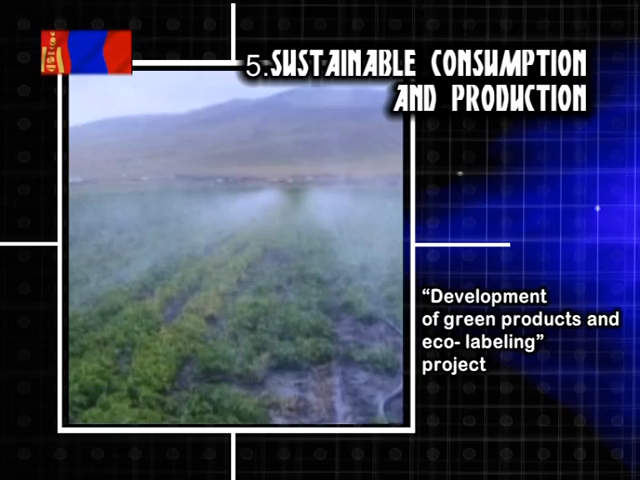 5.SUSTAINABLE CONSUMPTION
AND PRODUCTION
“Development
of green products and
eco- labeling”
project